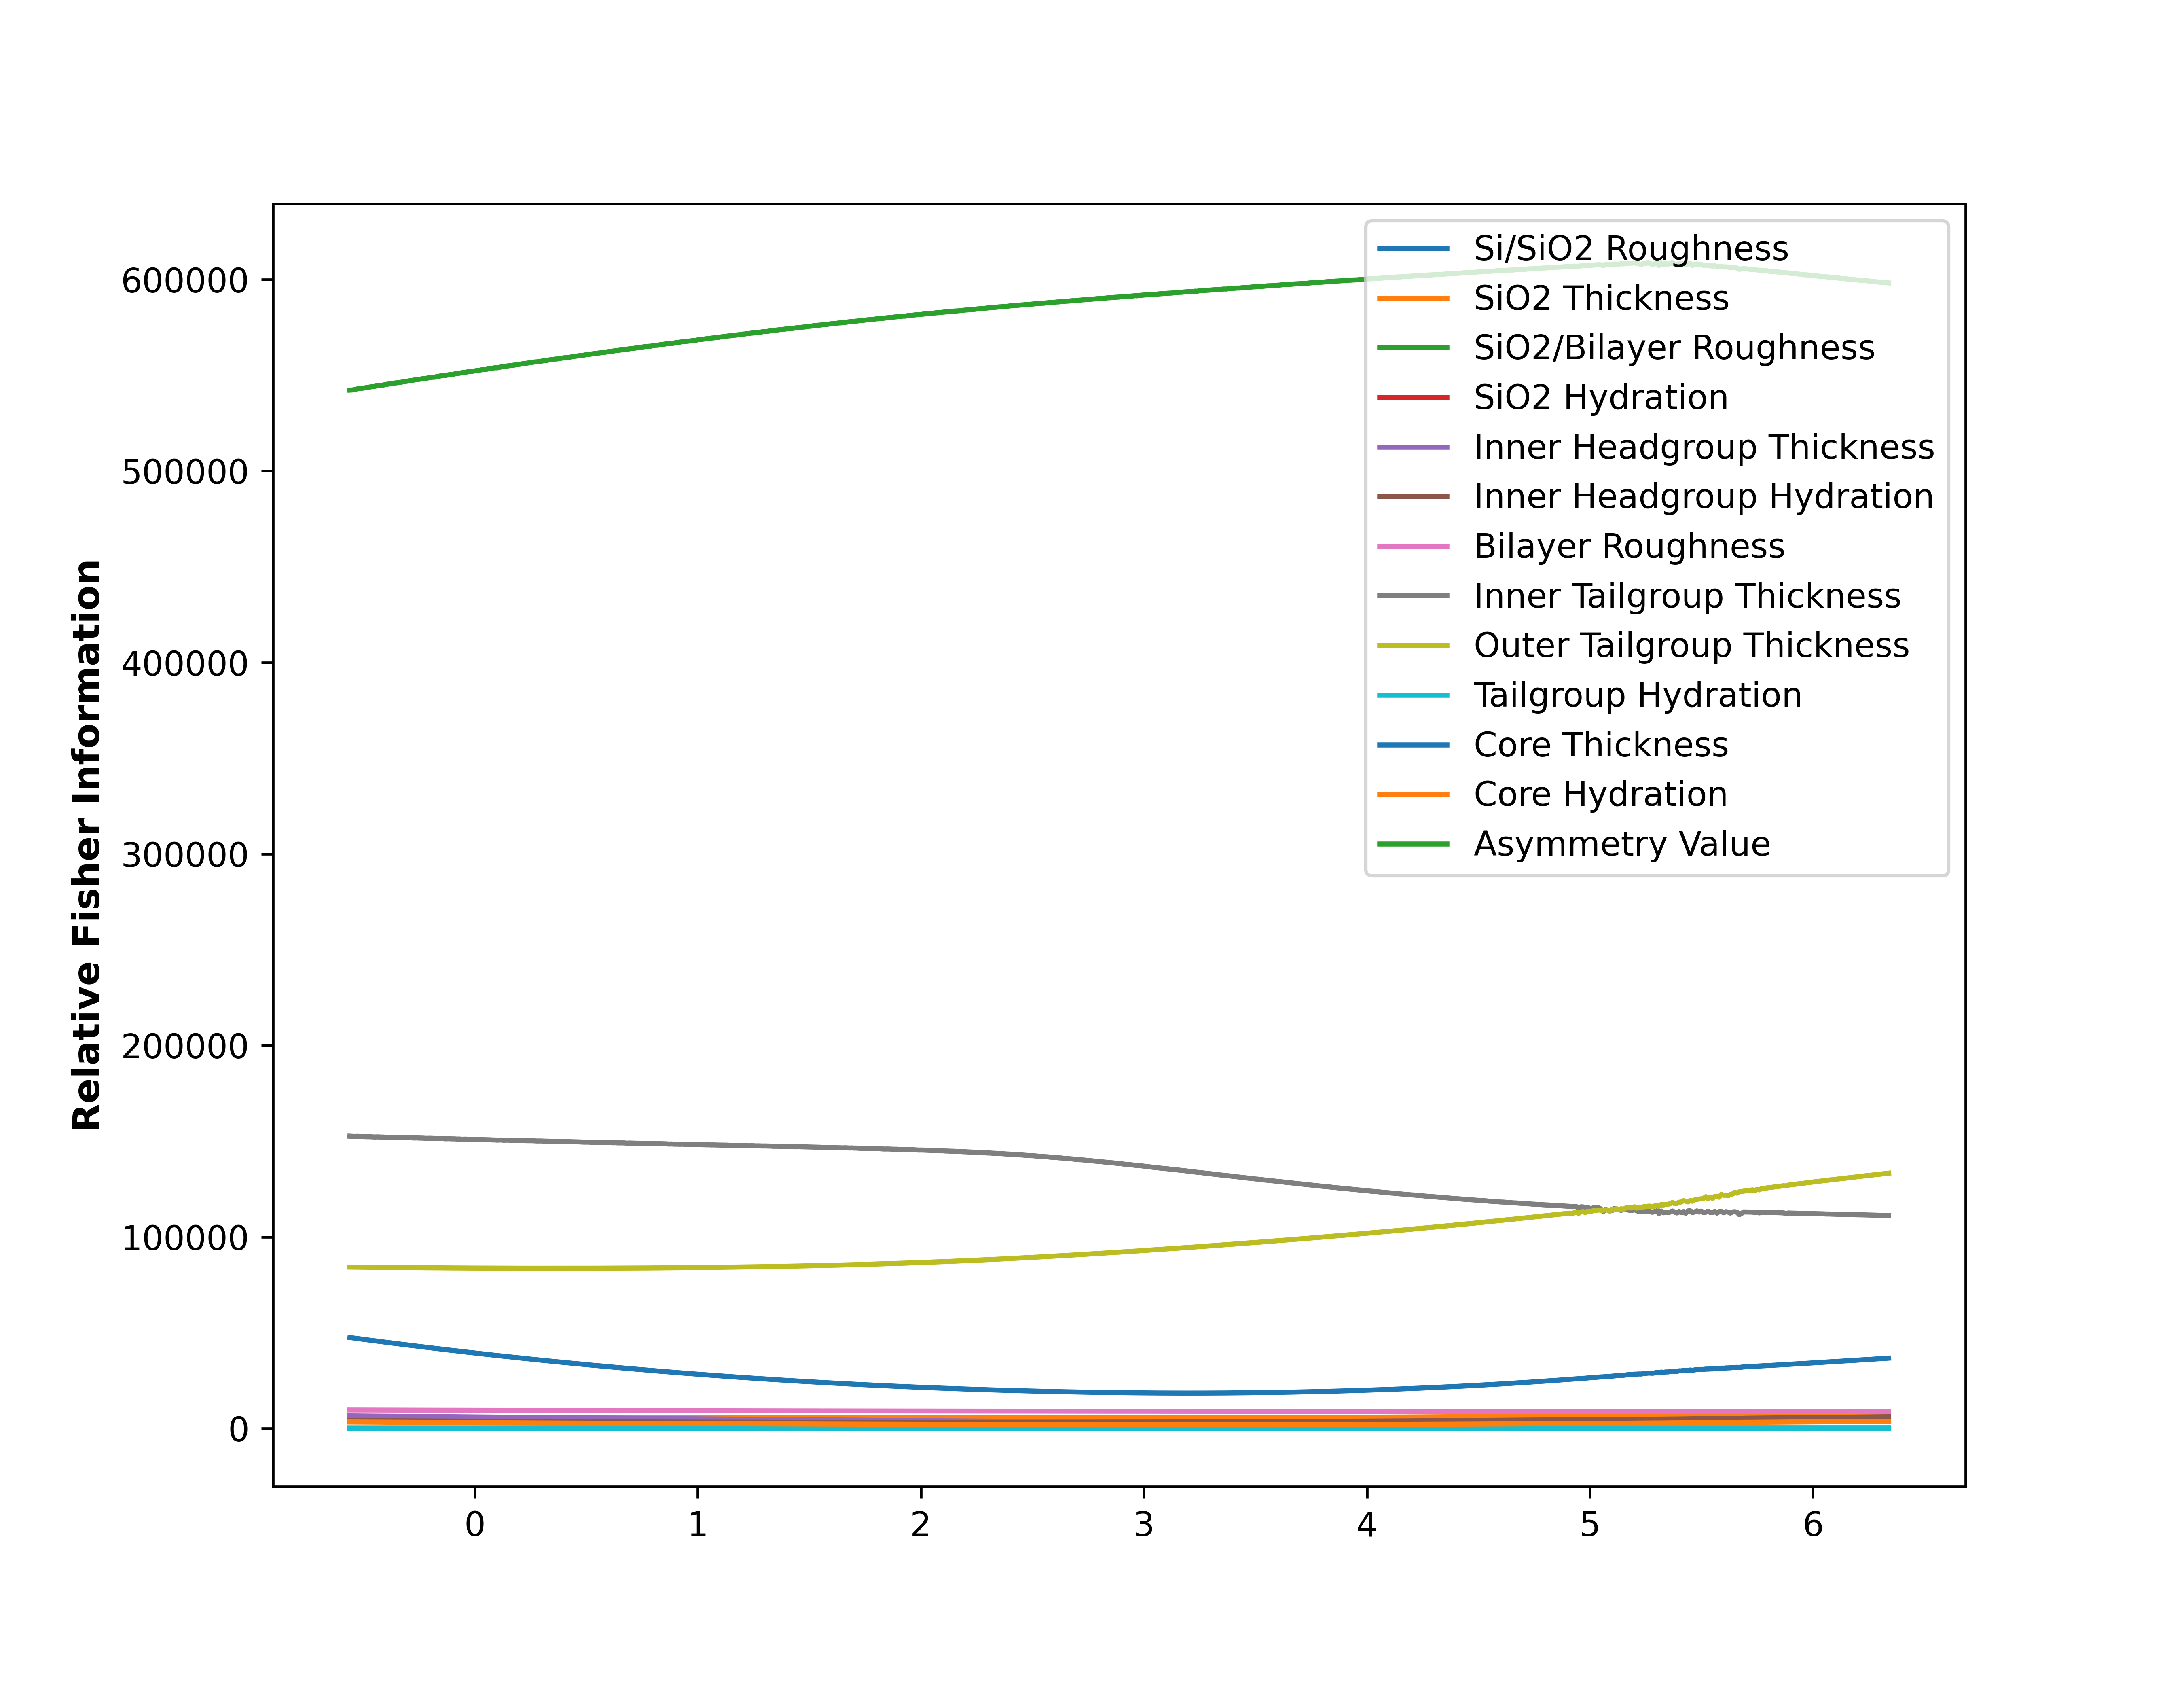 Relative Fisher Information
600000
500000
400000
300000
200000
100000
0
0 1 2 3 4 5 6
Si/SiO2 Roughness
SiO2 Thickness
SiO2/Bilayer Roughness
SiO2 Hydration
Inner Headgroup Thickness
Inner Headgroup Hydration
Bilayer Roughness
Inner Tailgroup Thickness
Outer Tailgroup Thickness
Tailgroup Hydration
Core Thickness
Core Hydration
Asymmetry Value